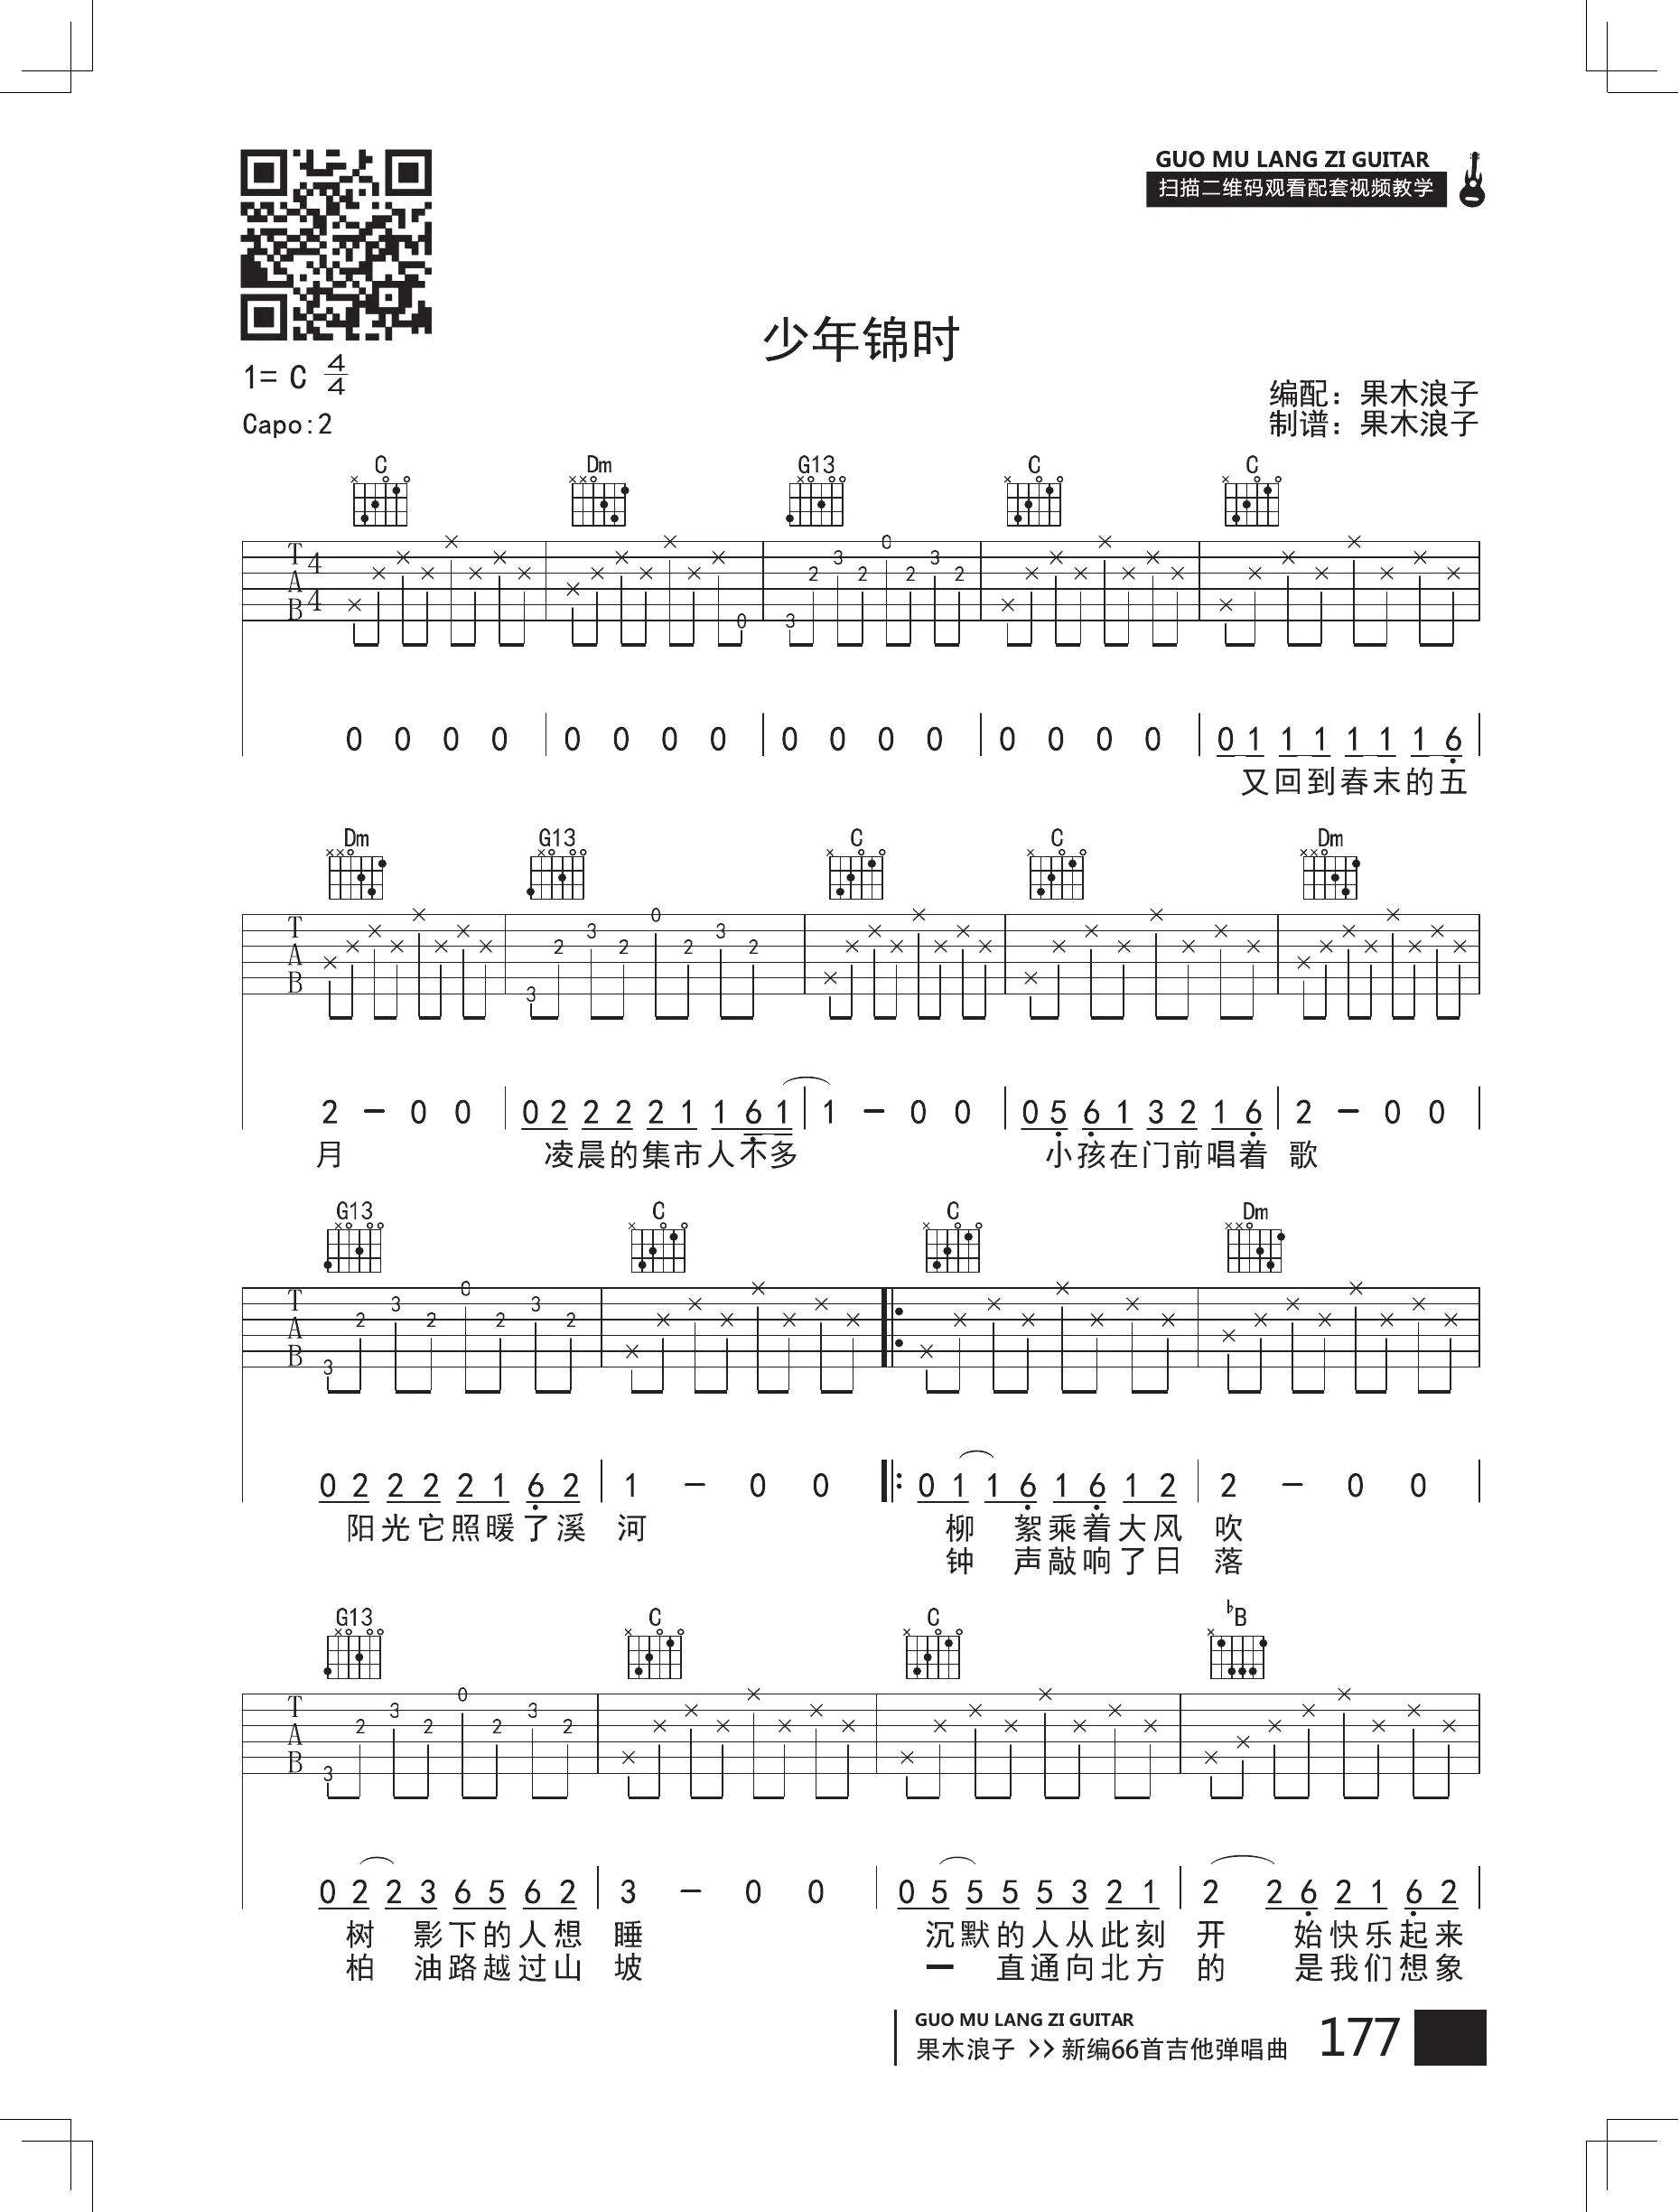 GUO MU LANG ZI GUITAR
扫描二维码观看配套视频教学
少年锦时
1= C 4/4
编配：果木浪子
Capo:2
制谱：果木浪子
C Dm G13 C C
T A B 4 4 0 3 2 3 2 0 2 3 2
0 0 0 0 0 0 0 0 0 0 0 0 0 0 0 0 0 1 1 1 1 1 1 6
又回到春末的五
Dm G13 C C Dm
T A B 3 2 3 2 0 2 3 2
2 - 0 0 0 2 2 2 2 1 1 6 1 1 - 0 0 0 5 6 1 3 2 1 6 2 - 0 0
月 凌晨的集市人不多 小孩在门前唱着 歌
G13 C C Dm
T A B 3 2 3 2 0 2 3 2
0 2 2 2 2 1 6 2 1 - 0 0 0 1 1 6 1 6 1 2 2 - 0 0
阳光它照暖了溪 河 柳 絮乘着大风 吹
钟 声敲响了日 落
G13 C C ♭B
T A B 3 2 3 2 0 2 3 2
0 2 2 3 6 5 6 2 3 - 0 0 0 5 5 5 5 3 2 1 2 2 6 2 1 6 2
树 影下的人想 睡 沉默的人从此刻 开 始快乐起来
柏 油路越过山 坡 一 直通向北方 的 是我们想象
GUO MU LANG ZI GUITAR
果木浪子 >> 新编66首吉他弹唱曲 177